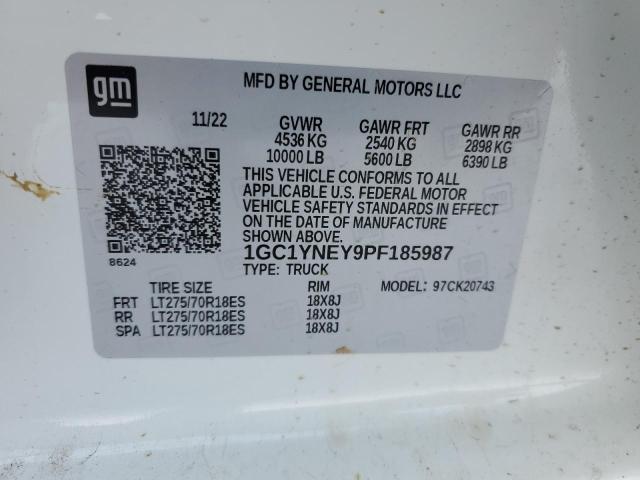 gm
MFD BY GENERAL MOTORS LLC
11/22 GVWR GAWR FRT GAWR RR
4536 KG 2540 KG 2898 KG
10000 LB 5600 LB 6390 LB
THIS VEHICLE CONFORMS TO ALL
APPLICABLE U.S. FEDERAL MOTOR
VEHICLE SAFETY STANDARDS IN EFFECT
ON THE DATE OF MANUFACTURE
SHOWN ABOVE.
8624
1GC1YNEY9PF185987
TYPE: TRUCK
TIRE SIZE RIM MODEL: 97CK20743
FRT LT275/70R18ES 18X8J
RR LT275/70R18ES 18X8J
SPA LT275/70R18ES 18X8J